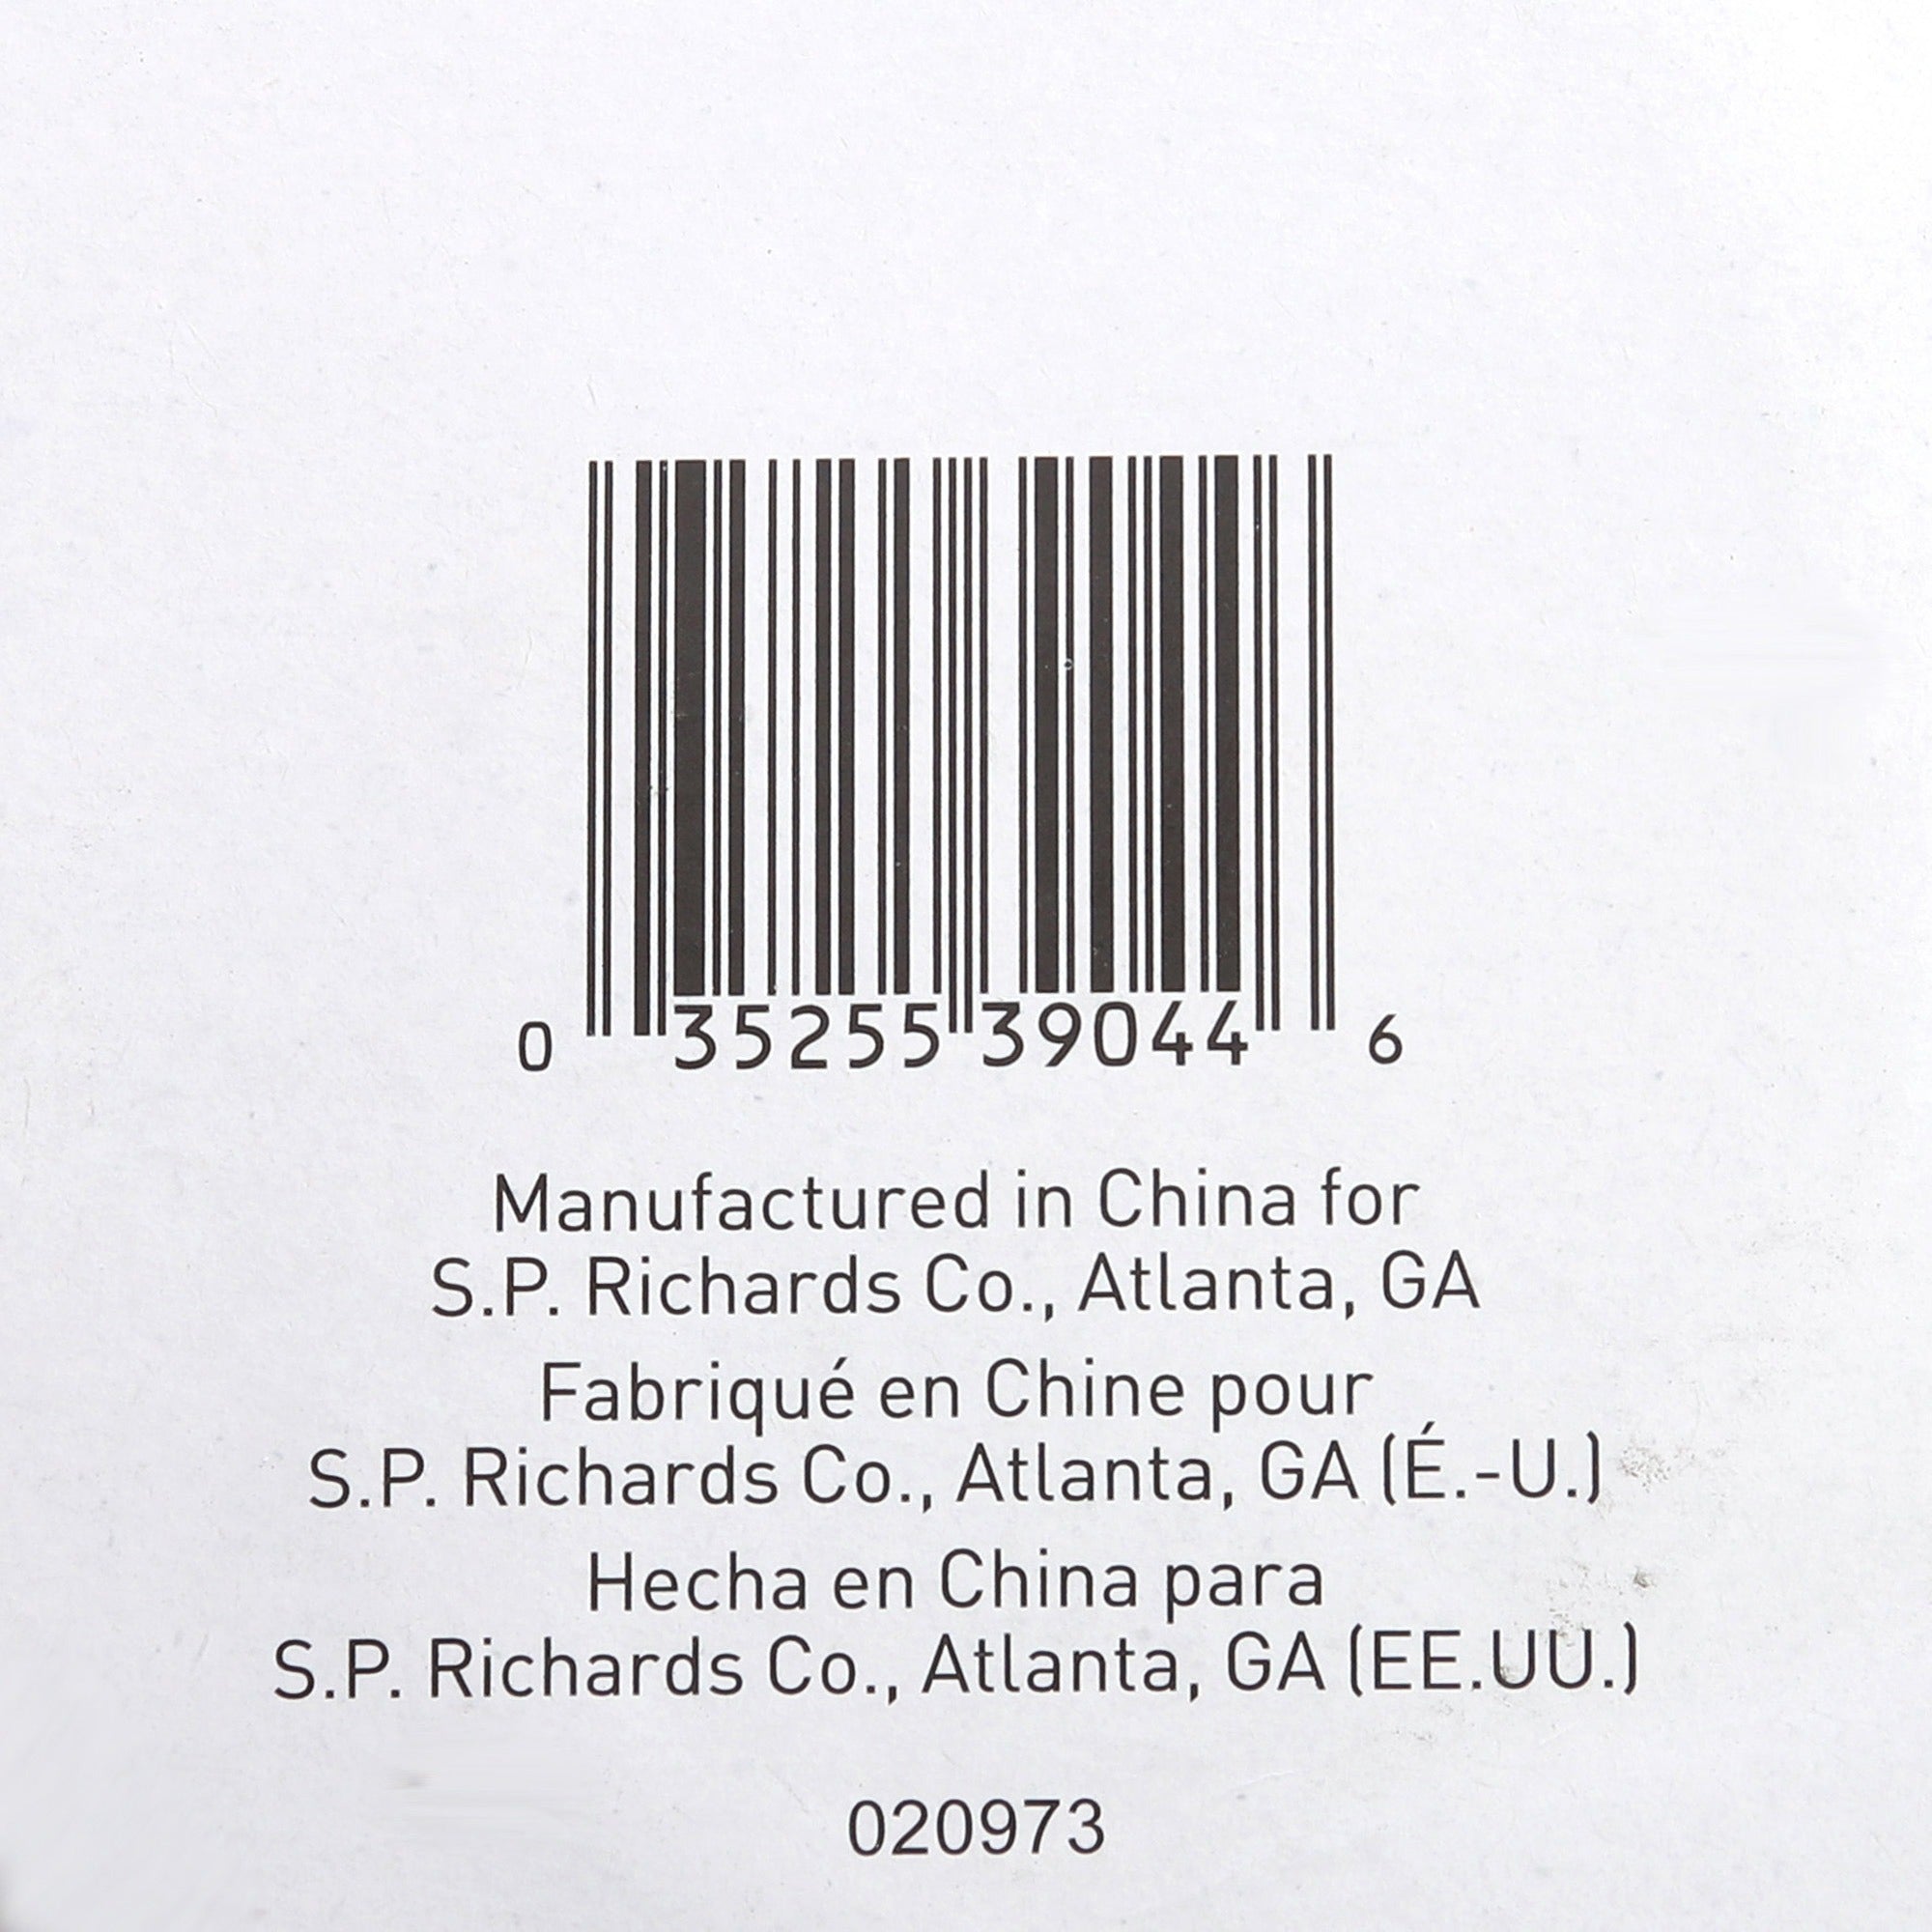 0 35255 39044 6
Manufactured in China for
S.P. Richards Co., Atlanta, GA
Fabriqué en Chine pour
S.P. Richards Co., Atlanta, GA (É.-U.)
Hecha en China para
S.P. Richards Co., Atlanta, GA (EE.UU.)
020973